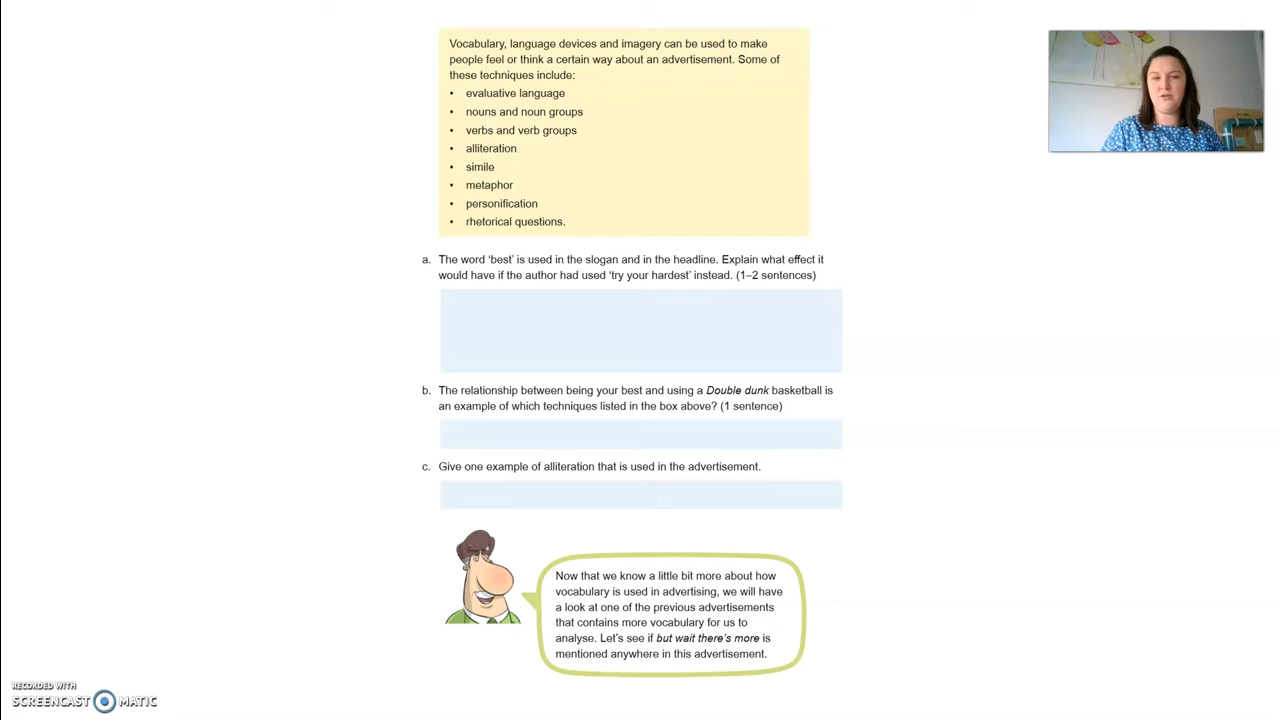 Vocabulary, language devices and imagery can be used to make
people feel or think a certain way about an advertisement. Some of
these techniques include:
• evaluative language
• nouns and noun groups
• verbs and verb groups
• alliteration
• simile
• metaphor
• personification
• rhetorical questions.
a. The word ‘best’ is used in the slogan and in the headline. Explain what effect it
would have if the author had used ‘try your hardest’ instead. (1–2 sentences)
b. The relationship between being your best and using a Double dunk basketball is
an example of which techniques listed in the box above? (1 sentence)
c. Give one example of alliteration that is used in the advertisement.
Now that we know a little bit more about how
vocabulary is used in advertising, we will have
a look at one of the previous advertisements
that contains more vocabulary for us to
analyse. Let’s see if but wait there’s more is
mentioned anywhere in this advertisement.
RECORDED WITH
SCREENCAST MATIC